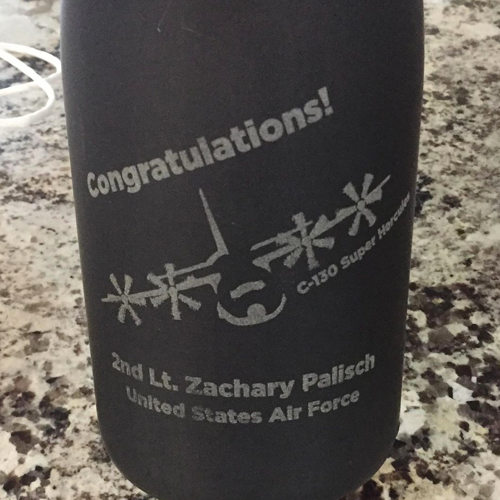 Congratulations!
C-130 Super Hercules
2nd Lt. Zachary Palisch
United States Air Force